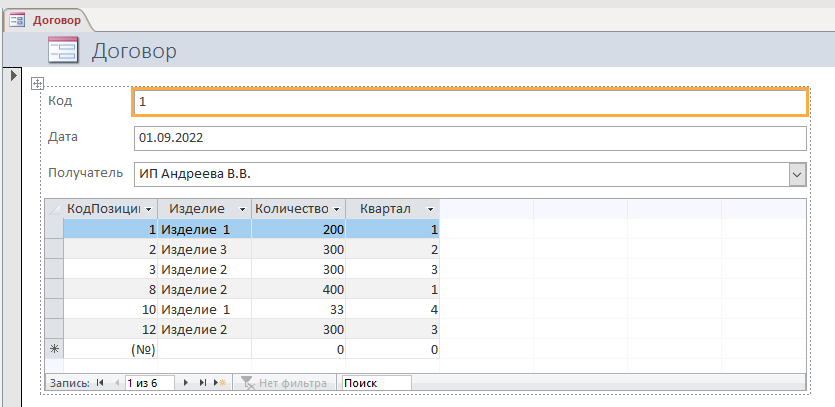 Договор
Договор
Код 1
Дата 01.09.2022
Получатель ИП Андреева В.В.
КодПозици Изделие Количество Квартал
1 Изделие 1 200 1
2 Изделие 3 300 2
3 Изделие 2 300 3
8 Изделие 2 400 1
10 Изделие 1 33 4
12 Изделие 2 300 3
(№) 0 0
Запись: 1 из 6 Нет фильтра Поиск